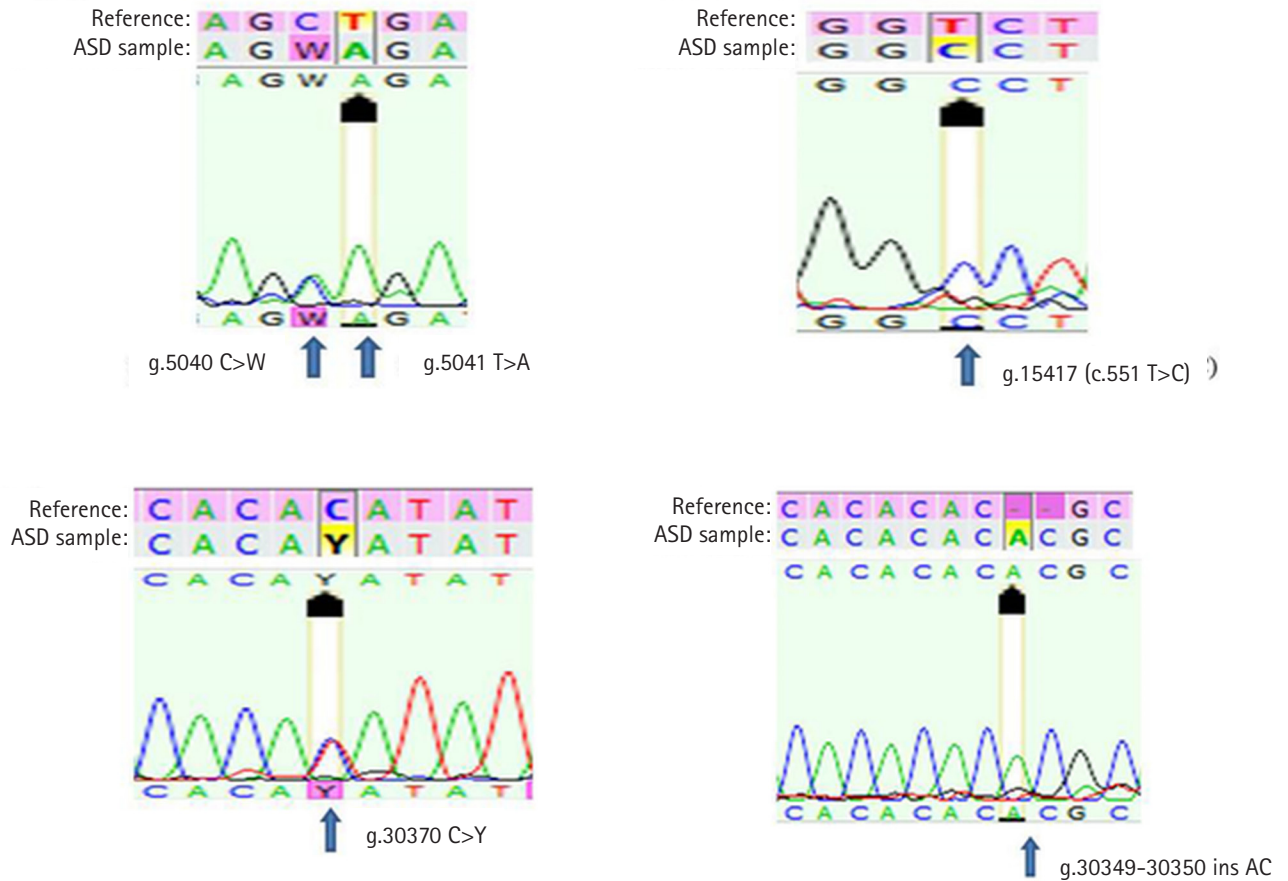 Reference: A G C T G A
ASD sample: A G W A G A
A G W A G A
A G W A G A
g.5040 C>W
g.5041 T>A
Reference: G G T C T
ASD sample: G G C C T
G G C C T
G G C C T
g.15417 (c.551 T>C) )
Reference: C A C A C A T A T
ASD sample: C A C A Y A T A T
C A C A Y A T A T
C A C A Y A T A T
g.30370 C>Y
Reference: C A C A C A C - - G C
ASD sample: C A C A C A C A C G C
C A C A C A C A C G C
C A C A C A C A C G C
g.30349-30350 ins AC